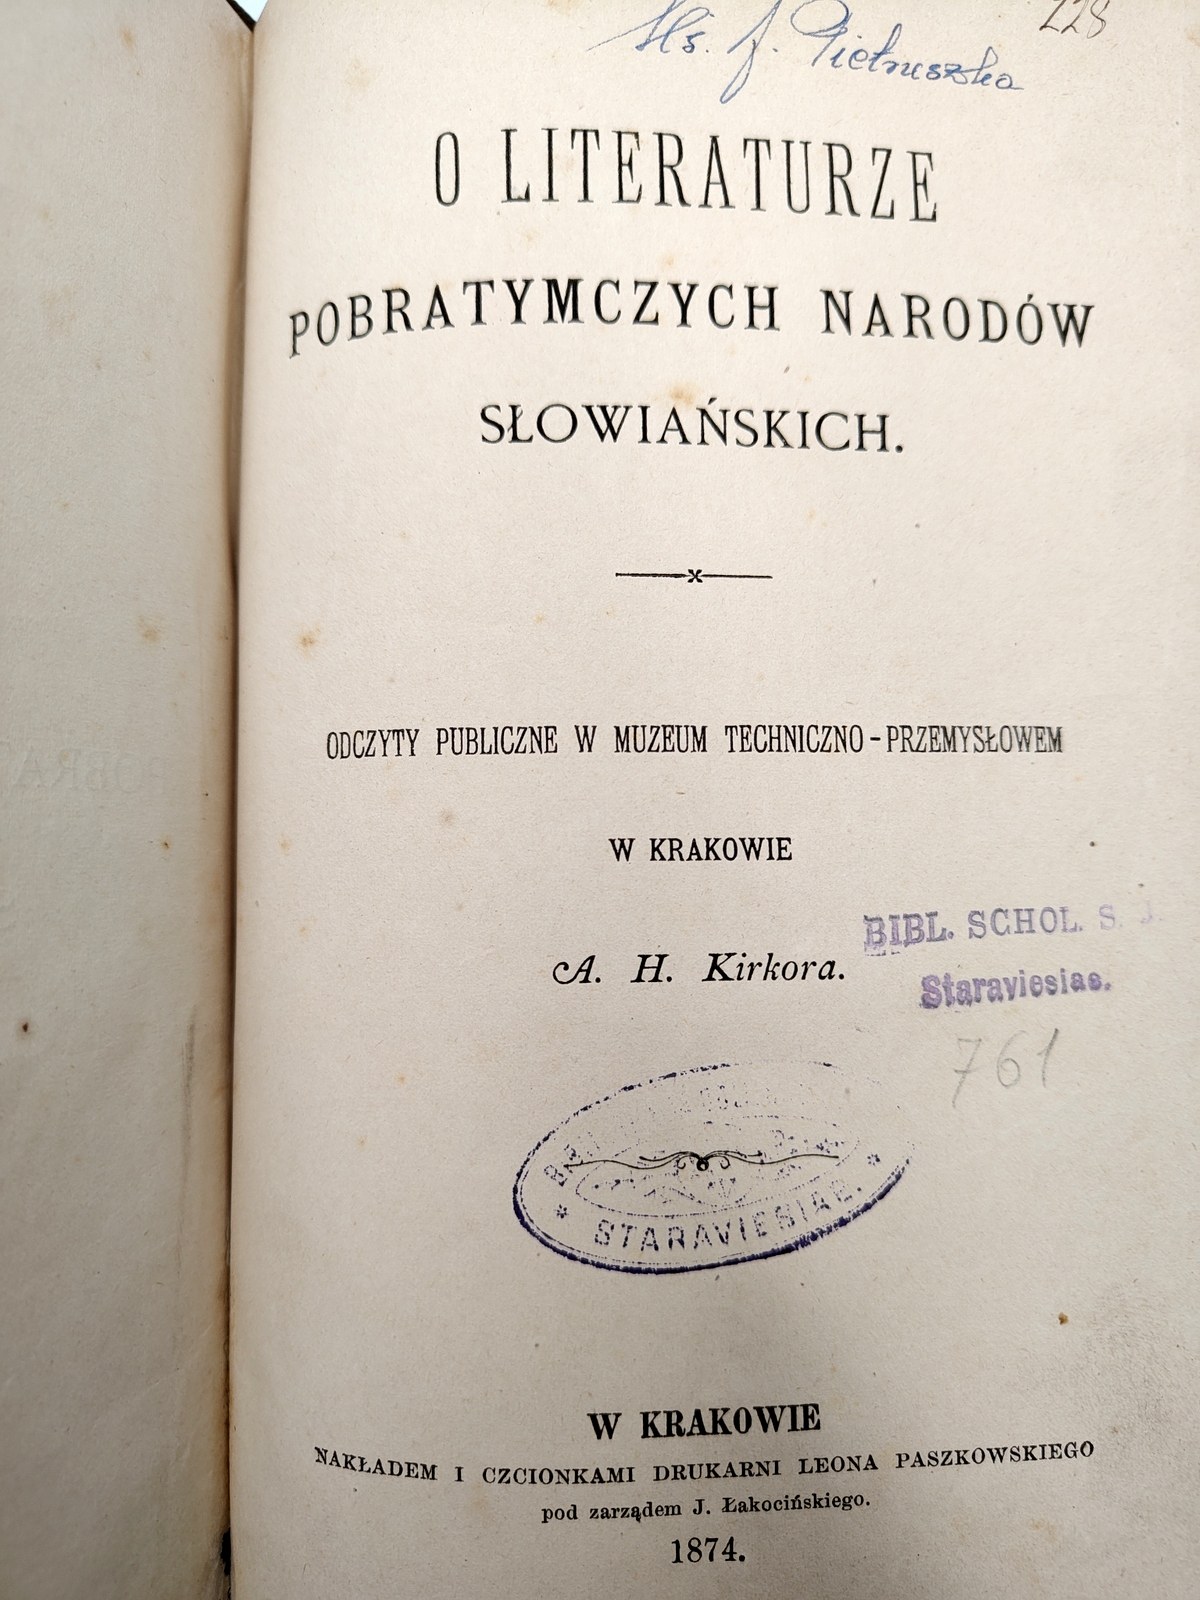 228
Ks. J. Pietruszka
O LITERATURZE
POBRATYMCZYCH NARODÓW
SŁOWIAŃSKICH.
ODCZYTY PUBLICZNE W MUZEUM TECHNICZNO-PRZEMYSŁOWEM
W KRAKOWIE
A. H. Kirkora.
BIBL. SCHOL. S. J.
Staraviesiae.
761
STARAVIESIAE.
W KRAKOWIE
NAKŁADEM I CZCIONKAMI DRUKARNI LEONA PASZKOWSKIEGO
pod zarządem J. Łakocińskiego.
1874.